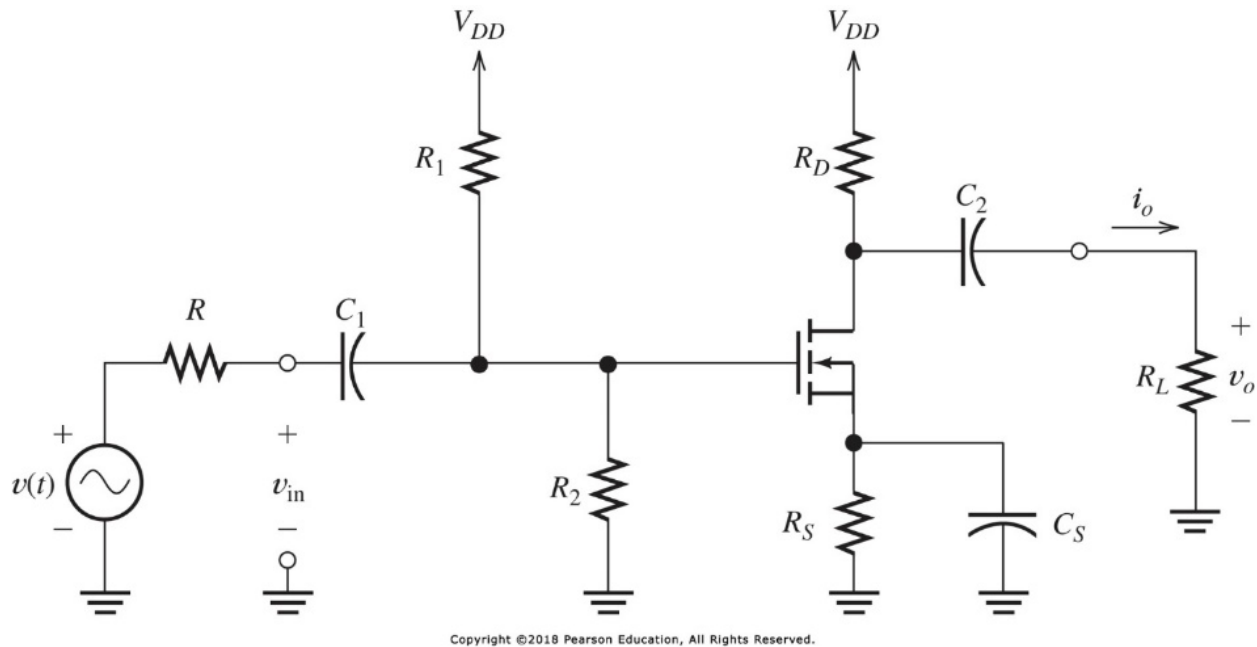 V_DD V_DD
R_1 R_D
C_2 i_o
R C_1
+ + + R_L v_o
v(t) v_in R_2 −
− − R_S C_S
Copyright ©2018 Pearson Education, All Rights Reserved.